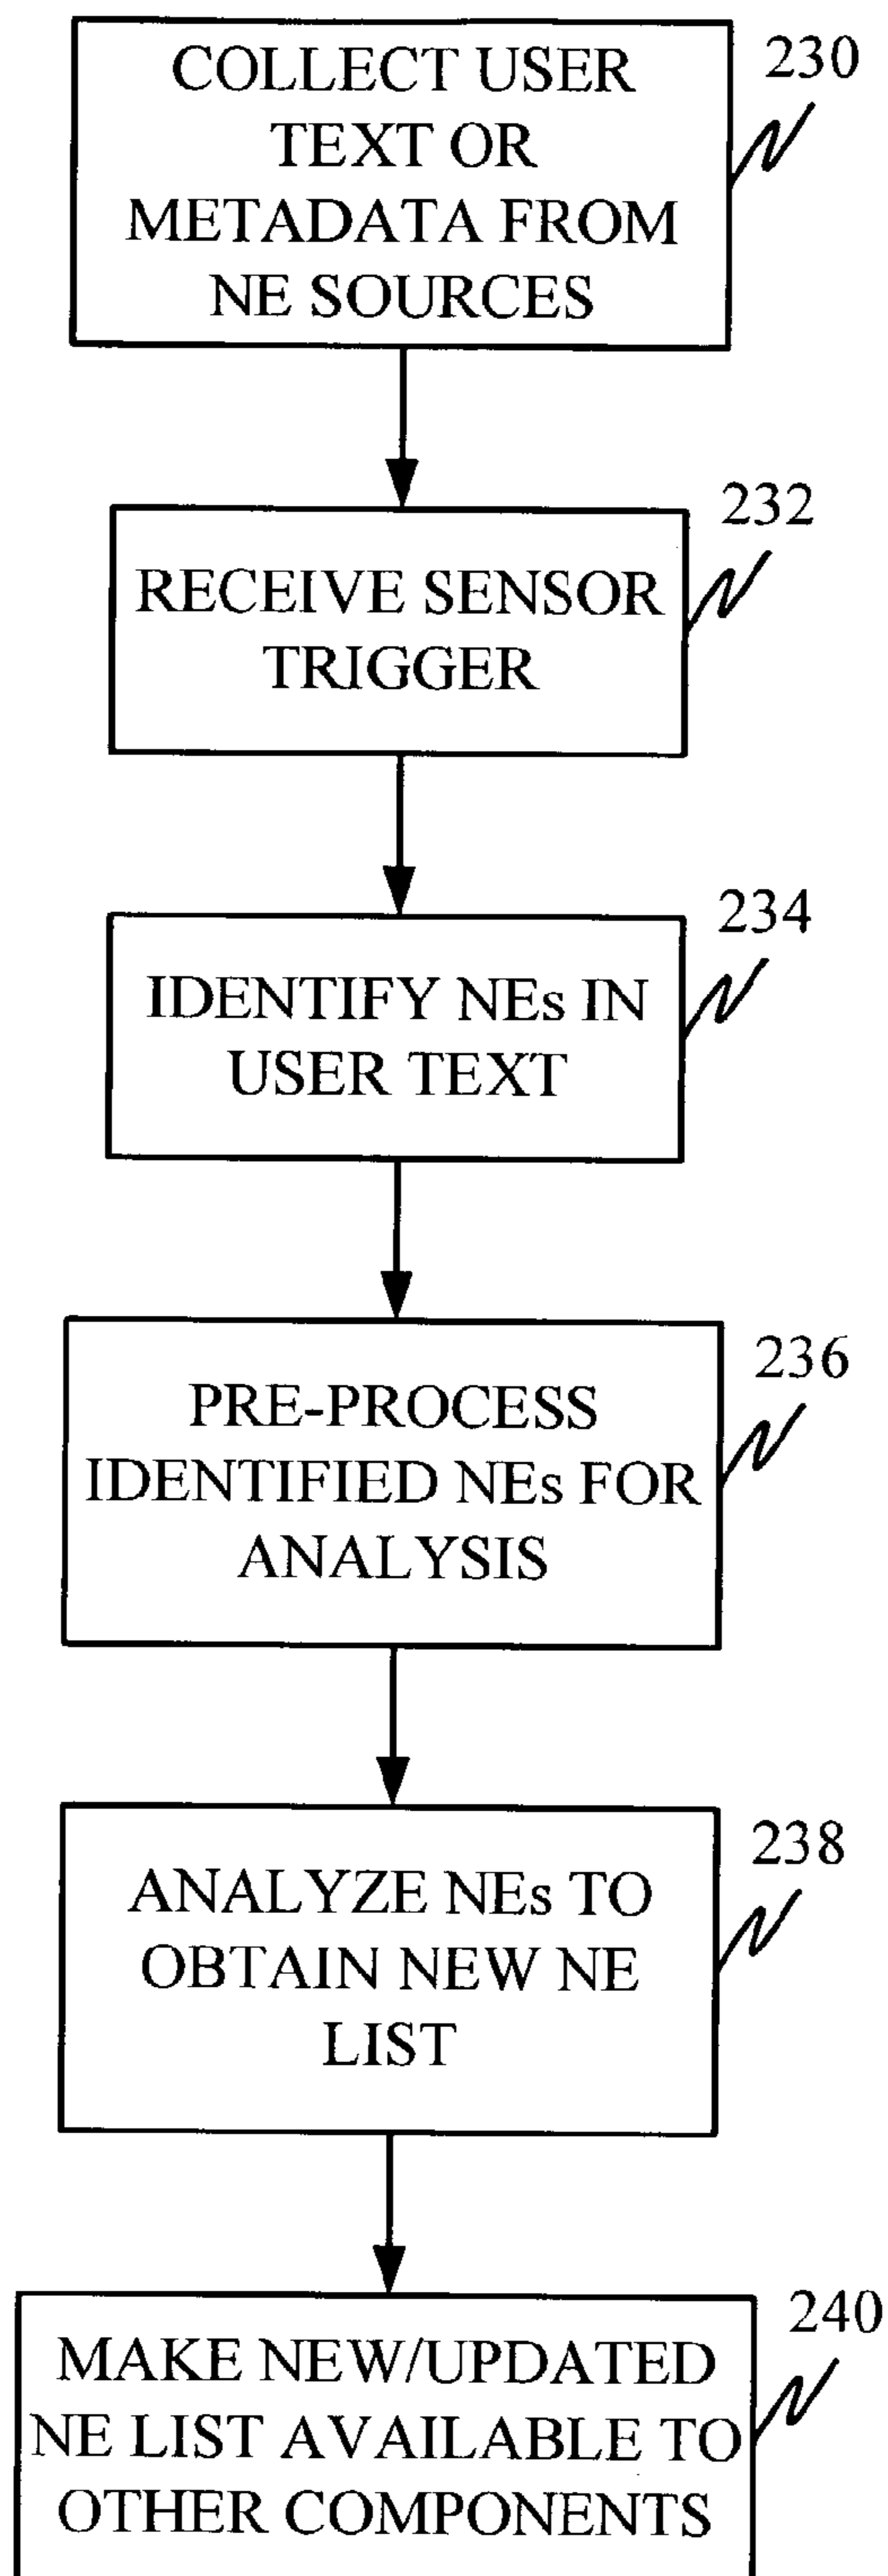 COLLECT USER
TEXT OR
METADATA FROM
NE SOURCES
230
RECEIVE SENSOR
TRIGGER
232
IDENTIFY NEs IN
USER TEXT
234
PRE-PROCESS
IDENTIFIED NEs FOR
ANALYSIS
236
ANALYZE NEs TO
OBTAIN NEW NE
LIST
238
MAKE NEW/UPDATED
NE LIST AVAILABLE TO
OTHER COMPONENTS
240